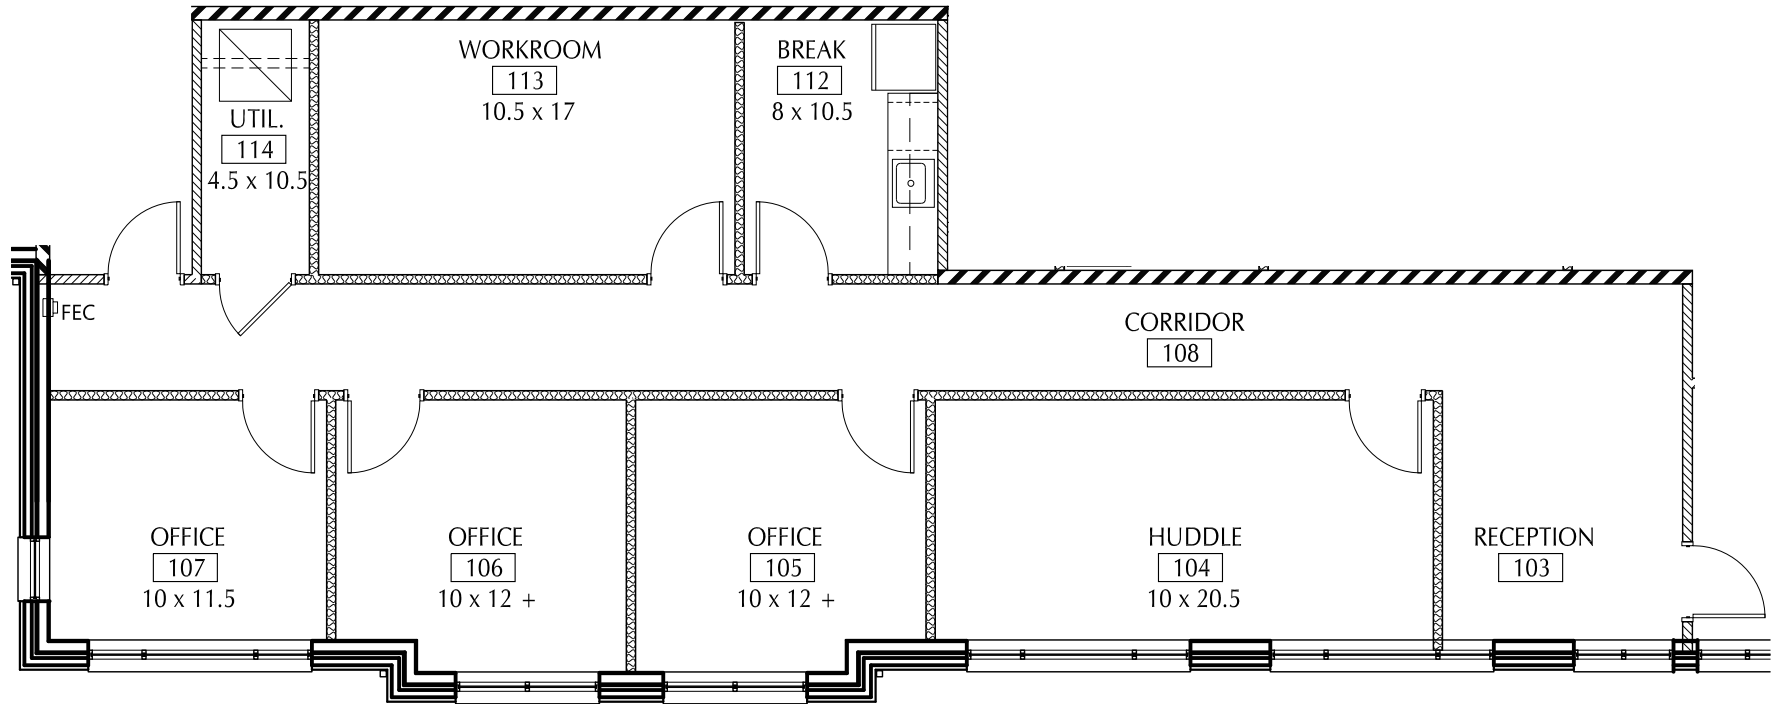 WORKROOM
113
10.5 x 17
BREAK
112
8 x 10.5
UTIL.
114
4.5 x 10.5
FEC
CORRIDOR
108
OFFICE
107
10 x 11.5
OFFICE
106
10 x 12 +
OFFICE
105
10 x 12 +
HUDDLE
104
10 x 20.5
RECEPTION
103